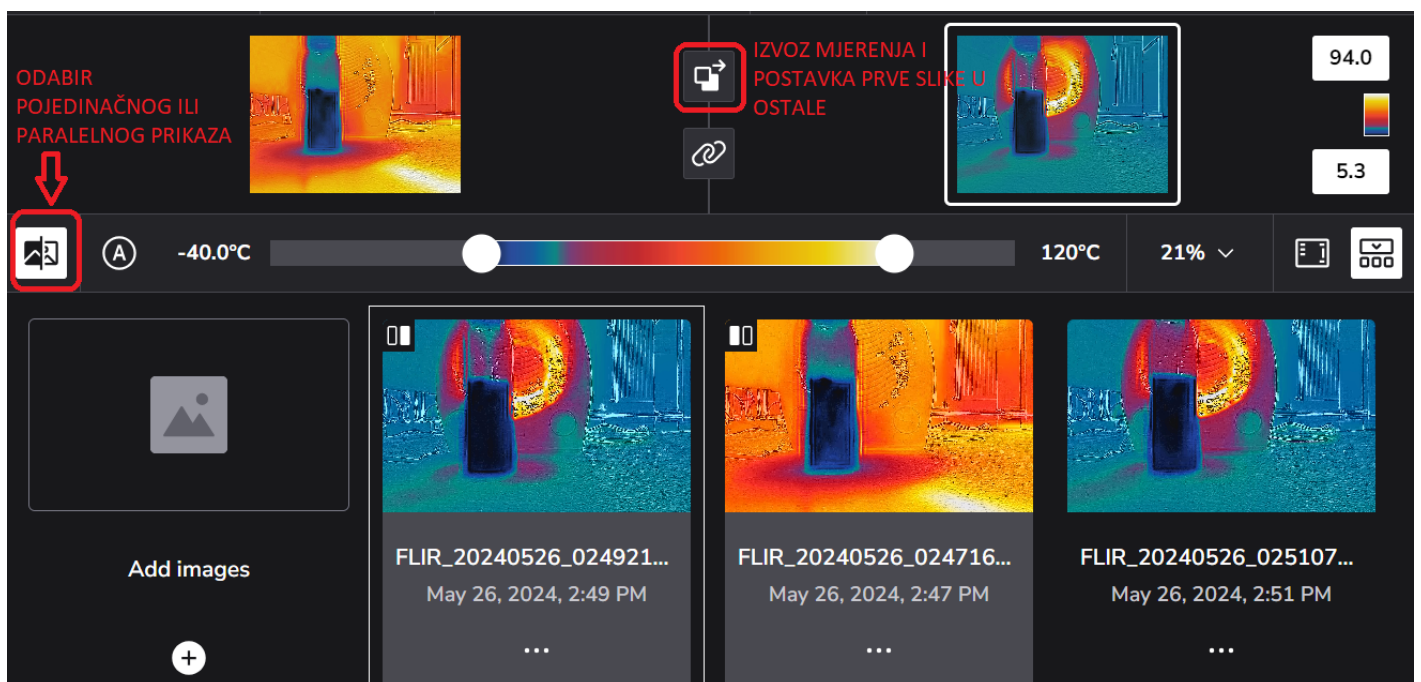 ODABIR
POJEDINAČNOG ILI
PARALELNOG PRIKAZA
IZVOZ MJERENJA I
POSTAVKA PRVE SLIKE U
OSTALE
94.0
5.3
A
-40.0°C
120°C
21%
Add images
FLIR_20240526_024921...
May 26, 2024, 2:49 PM
...
FLIR_20240526_024716...
May 26, 2024, 2:47 PM
...
FLIR_20240526_025107...
May 26, 2024, 2:51 PM
...